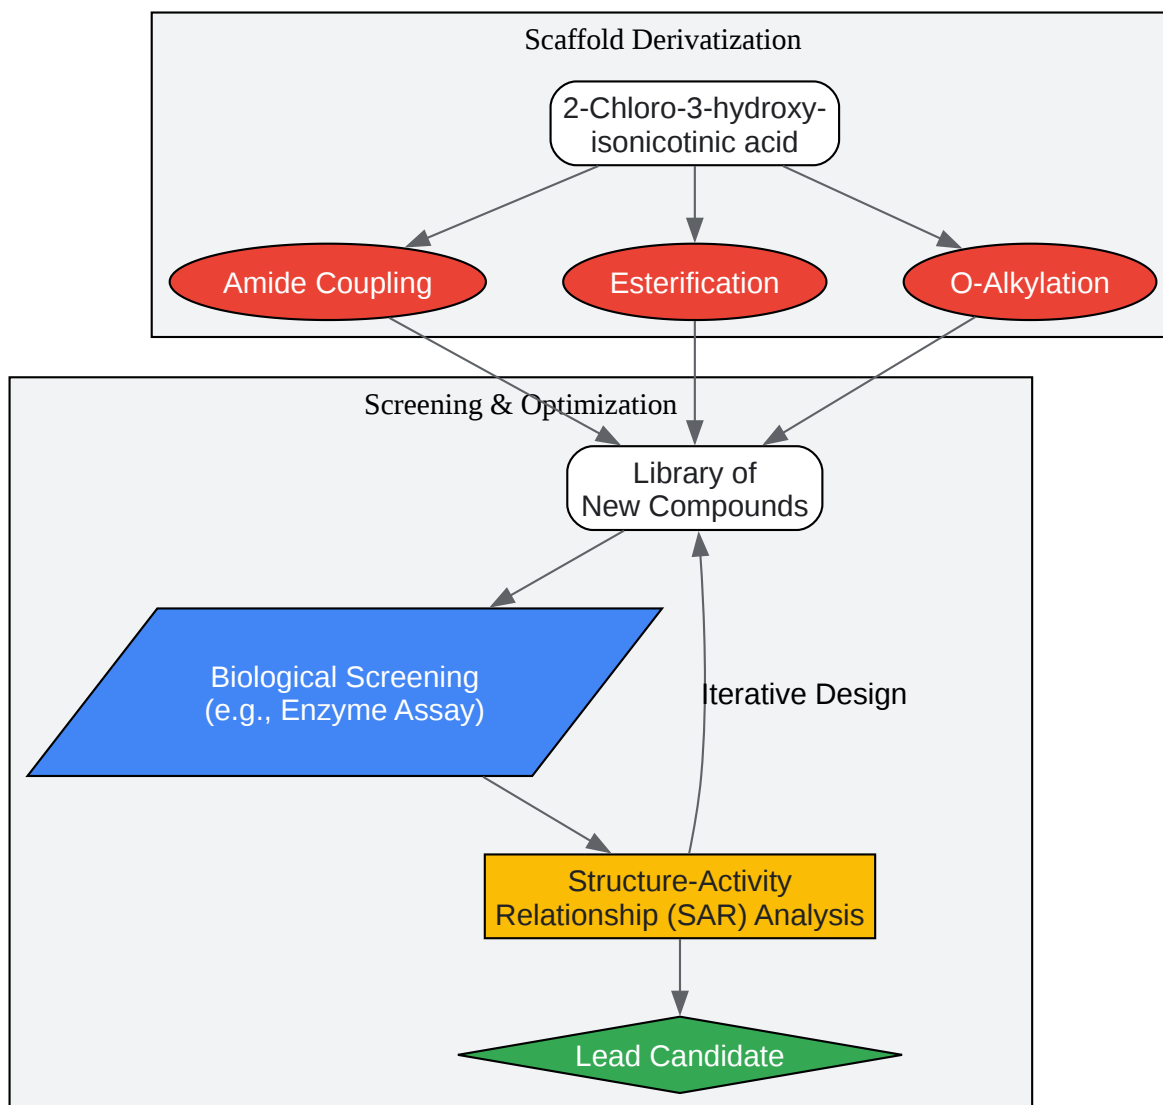 Scaffold Derivatization
2-Chloro-3-hydroxy-
isonicotinic acid
Amide Coupling
Esterification
O-Alkylation
Screening & Optimization
Library of
New Compounds
Biological Screening
(e.g., Enzyme Assay)
Iterative Design
Structure-Activity
Relationship (SAR) Analysis
Lead Candidate